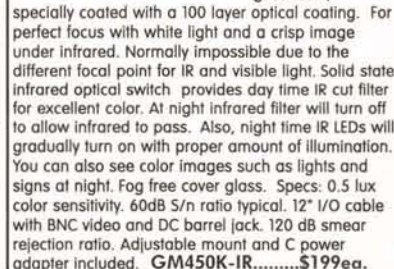 specially coated with a 100 layer optical coating. For
perfect focus with white light and a crisp image
under infrared. Normally impossible due to the
different focal point for IR and visible light. Solid state
infrared optical switch provides day time IR cut filter
for excellent color. At night infrared filter will turn off
to allow infrared to pass. Also, night time IR LEDs will
gradually turn on with proper amount of illumination.
You can also see color images such as lights and
signs at night. Fog free cover glass. Specs: 0.5 lux
color sensitivity. 60dB S/n ratio typical. 12" I/O cable
with BNC video and DC barrel jack. 120 dB smear
rejection ratio. Adjustable mount and C power
adapter included. GM450K-IR.........$199ea.